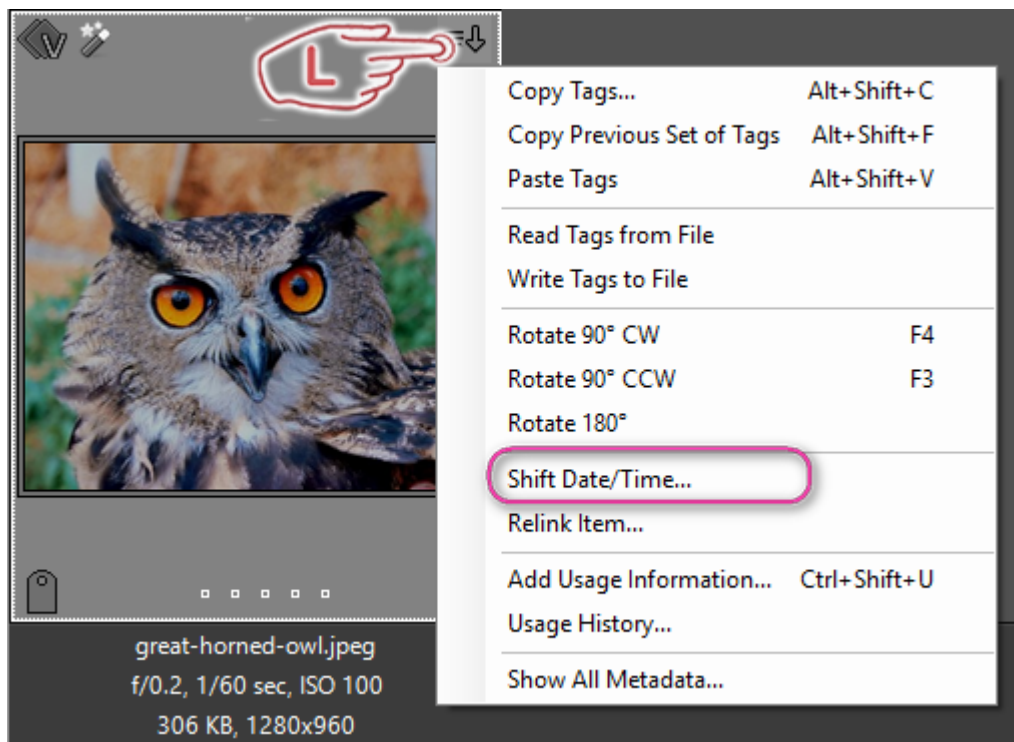 V
L
Copy Tags... Alt+Shift+C
Copy Previous Set of Tags Alt+Shift+F
Paste Tags Alt+Shift+V
Read Tags from File
Write Tags to File
Rotate 90° CW F4
Rotate 90° CCW F3
Rotate 180°
Shift Date/Time...
Relink Item...
Add Usage Information... Ctrl+Shift+U
Usage History...
Show All Metadata...
great-horned-owl.jpeg
f/0.2, 1/60 sec, ISO 100
306 KB, 1280x960